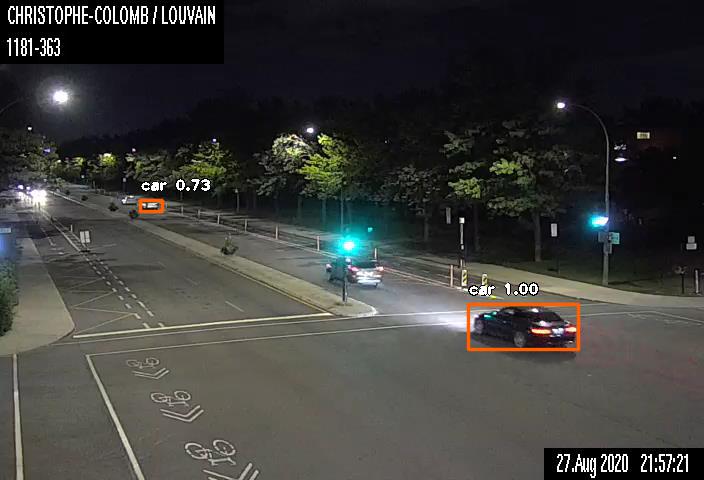 CHRISTOPHE-COLOMB / LOUVAIN
1181-363
car 0.73
car 1.00
27.Aug 2020 21:57:21